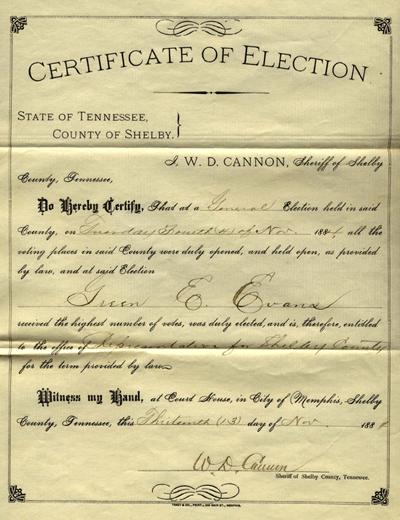 CERTIFICATE OF ELECTION
STATE OF TENNESSEE,
COUNTY OF SHELBY.
I, W. D. CANNON, Sheriff of Shelby
County, Tennessee,
Do Hereby Certify, That at a General Election held in said
County, on Tuesday Fourth (4) of Nov. 1884, all the
voting places in said County were duly opened, and held open, as provided
by law, and at said Election
Green E. Evans
received the highest number of votes, was duly elected, and is, therefore, entitled
to the office of Representative for Shelby County
for the term provided by law.
Witness my Hand, at Court House, in City of Memphis, Shelby
County, Tennessee, this Thirteenth (13) day of Nov. 1884
W. D. Cannon
Sheriff of Shelby County, Tennessee.